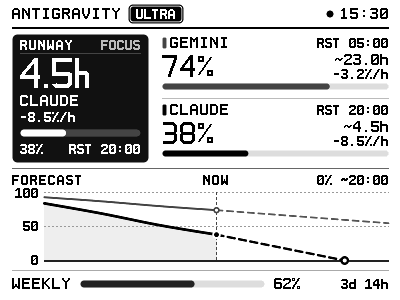 ANTIGRAVITY ULTRA ● 15:30
RUNWAY FOCUS
4.5h
CLAUDE
-8.5%/h
38% RST 20:00
GEMINI RST 05:00
74% ~23.0h
-3.2%/h
CLAUDE RST 20:00
38% ~4.5h
-8.5%/h
FORECAST NOW 0% ~20:00
100
50
0
WEEKLY 62% 3d 14h